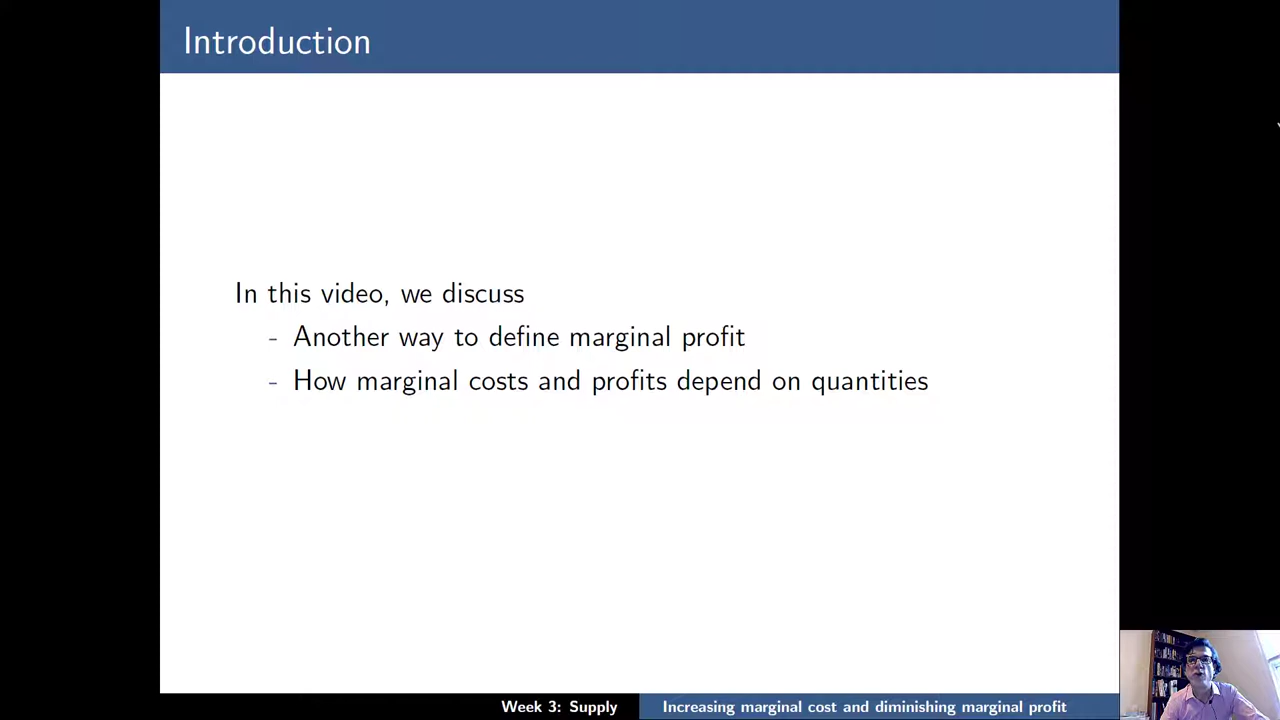 Introduction
In this video, we discuss
- Another way to define marginal profit
- How marginal costs and profits depend on quantities
Week 3: Supply
Increasing marginal cost and diminishing marginal profit